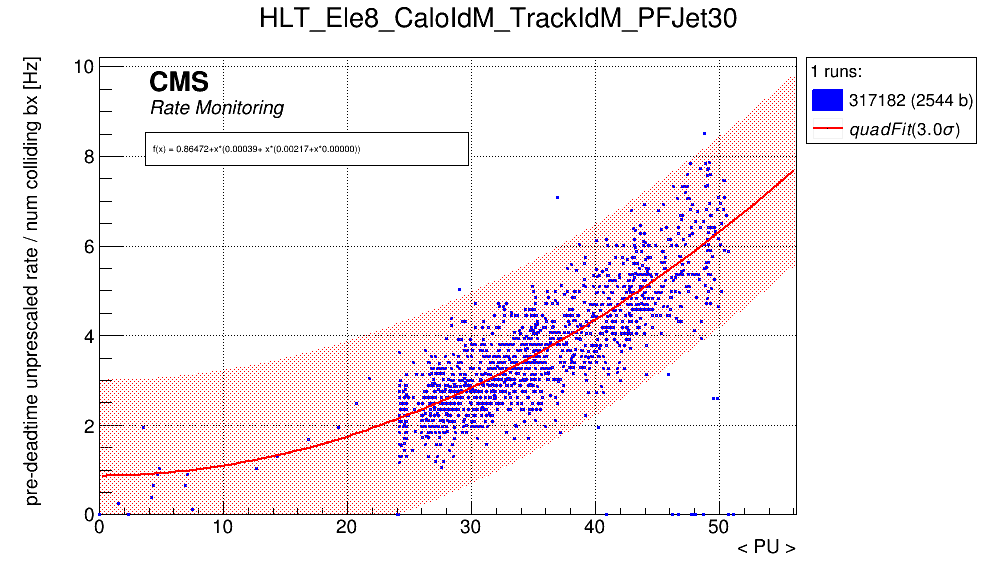 HLT_Ele8_CaloIdM_TrackIdM_PFJet30
pre-deadtime unprescaled rate / num colliding bx [Hz]
CMS
Rate Monitoring
f(x) = 0.86472+x*(0.00039+ x*(0.00217+x*0.00000))
1 runs:
317182 (2544 b)
quadFit(3.0σ)
10
8
6
4
2
0
0 10 20 30 40 50
< PU >